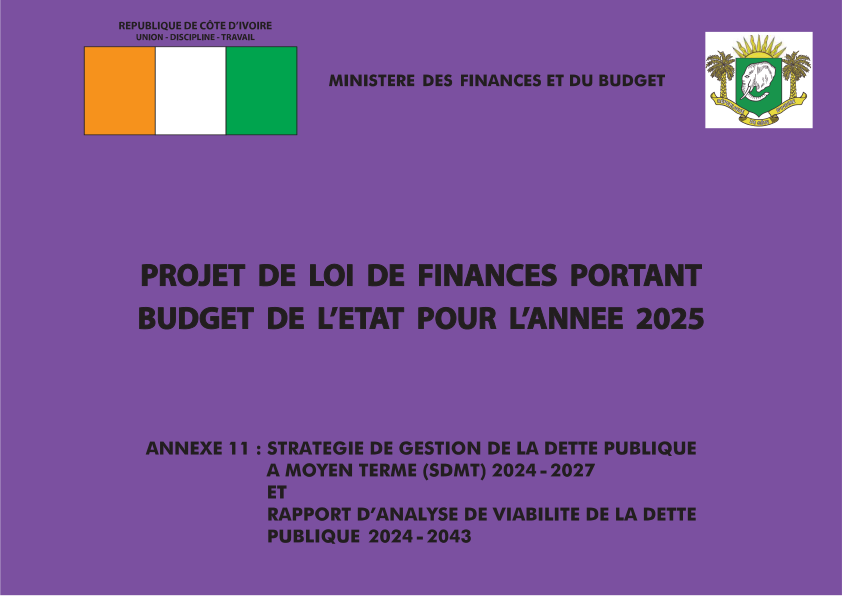 REPUBLIQUE DE CÔTE D'IVOIRE
UNION - DISCIPLINE - TRAVAIL
MINISTERE DES FINANCES ET DU BUDGET
PROJET DE LOI DE FINANCES PORTANT
BUDGET DE L'ETAT POUR L'ANNEE 2025
ANNEXE 11 : STRATEGIE DE GESTION DE LA DETTE PUBLIQUE
A MOYEN TERME (SDMT) 2024 - 2027
ET
RAPPORT D'ANALYSE DE VIABILITE DE LA DETTE
PUBLIQUE 2024 - 2043